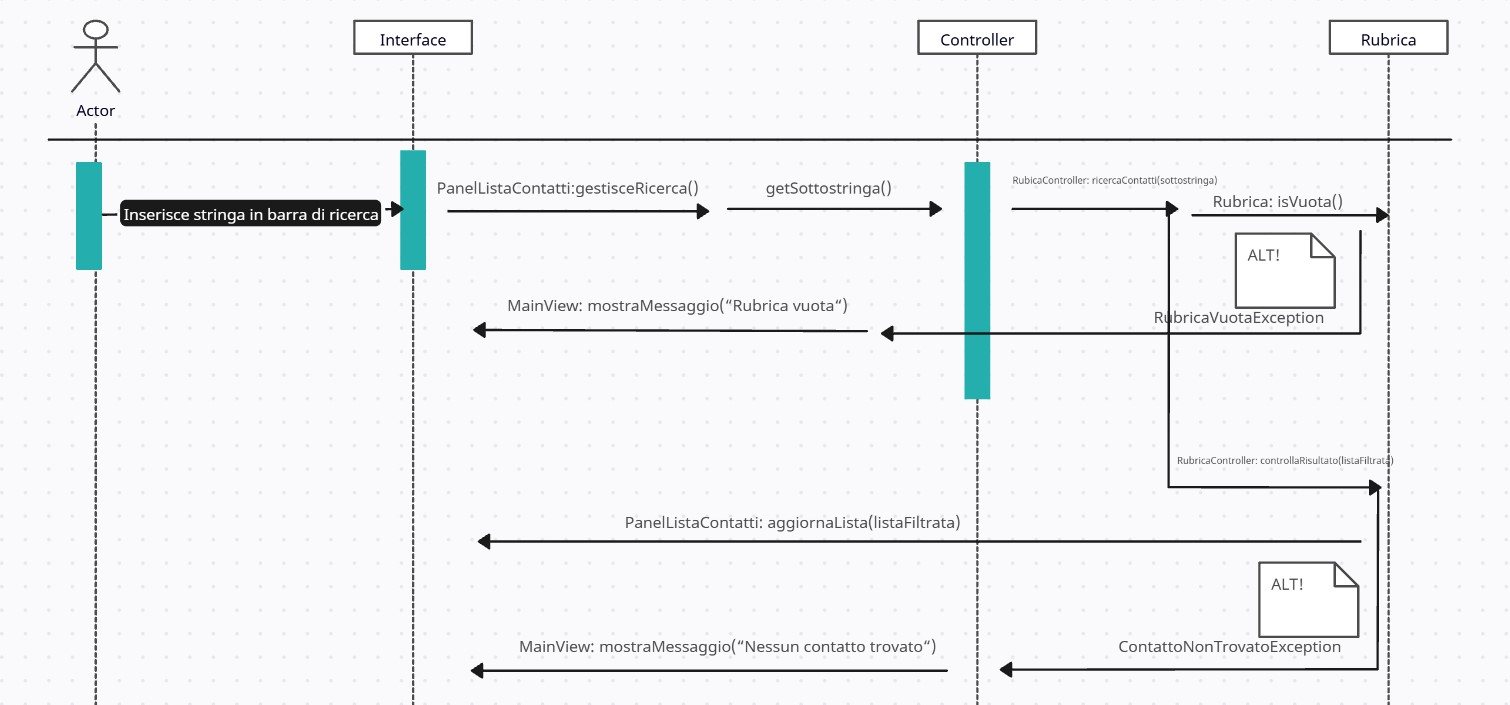 Interface
Controller
Rubrica
Actor
PanelListaContatti:gestisceRicerca()
getSottostringa()
RubicaController: ricercaContatti(sottostringa)
Rubrica: isVuota()
Inserisce stringa in barra di ricerca
ALT!
MainView: mostraMessaggio(“Rubrica vuota“)
RubricaVuotaException
RubricaController: controllaRisultato(listaFiltrata)
PanelListaContatti: aggiornaLista(listaFiltrata)
ALT!
MainView: mostraMessaggio(“Nessun contatto trovato“)
ContattoNonTrovatoException